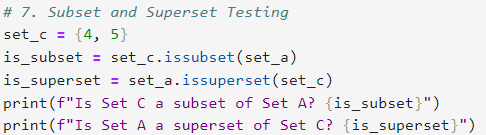 # 7. Subset and Superset Testing
set_c = {4, 5}
is_subset = set_c.issubset(set_a)
is_superset = set_a.issuperset(set_c)
print(f"Is Set C a subset of Set A? {is_subset}")
print(f"Is Set A a superset of Set C? {is_superset}")